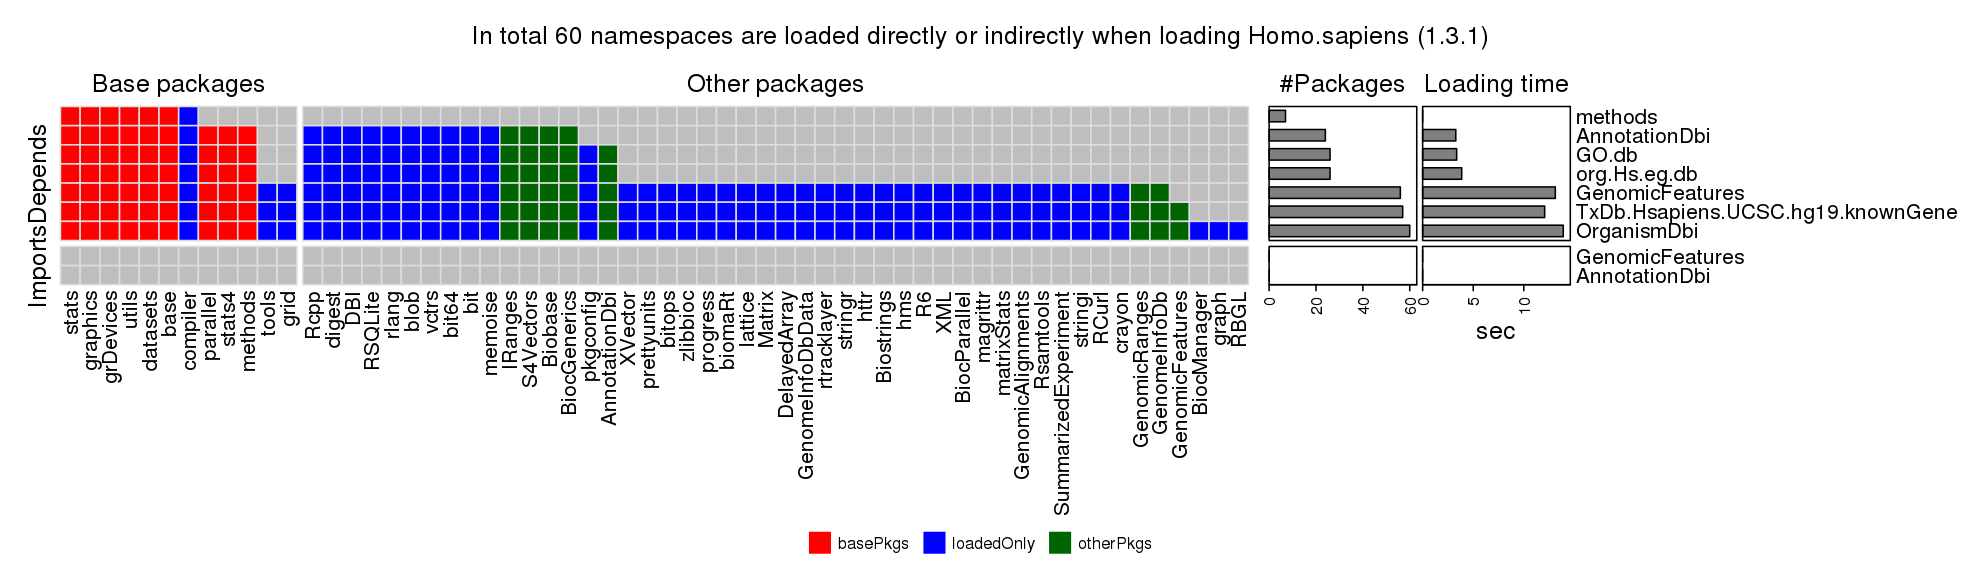 In total 60 namespaces are loaded directly or indirectly when loading Homo.sapiens (1.3.1)
Base packages
Other packages
#Packages
Loading time
Depends
Imports
methods
AnnotationDbi
GO.db
org.Hs.eg.db
GenomicFeatures
TxDb.Hsapiens.UCSC.hg19.knownGene
OrganismDbi
GenomicFeatures
AnnotationDbi
stats
graphics
grDevices
utils
datasets
base
compiler
parallel
stats4
methods
tools
grid
Rcpp
digest
DBI
RSQLite
rlang
blob
vctrs
bit64
bit
memoise
IRanges
S4Vectors
Biobase
BiocGenerics
pkgconfig
AnnotationDbi
XVector
prettyunits
bitops
zlibbioc
progress
biomaRt
lattice
Matrix
DelayedArray
GenomeInfoDbData
rtracklayer
stringr
httr
Biostrings
hms
R6
XML
BiocParallel
magrittr
matrixStats
GenomicAlignments
Rsamtools
SummarizedExperiment
stringi
RCurl
crayon
GenomicRanges
GenomeInfoDb
GenomicFeatures
BiocManager
graph
RBGL
0
20
40
60
0
5
10
sec
basePkgs
loadedOnly
otherPkgs